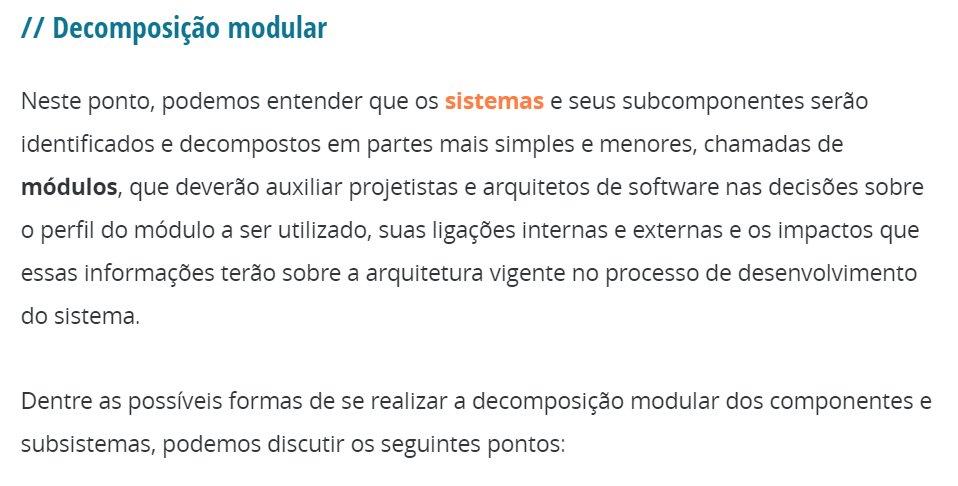 // Decomposição modular
Neste ponto, podemos entender que os sistemas e seus subcomponentes serão
identificados e decompostos em partes mais simples e menores, chamadas de
módulos, que deverão auxiliar projetistas e arquitetos de software nas decisões sobre
o perfil do módulo a ser utilizado, suas ligações internas e externas e os impactos que
essas informações terão sobre a arquitetura vigente no processo de desenvolvimento
do sistema.
Dentre as possíveis formas de se realizar a decomposição modular dos componentes e
subsistemas, podemos discutir os seguintes pontos: